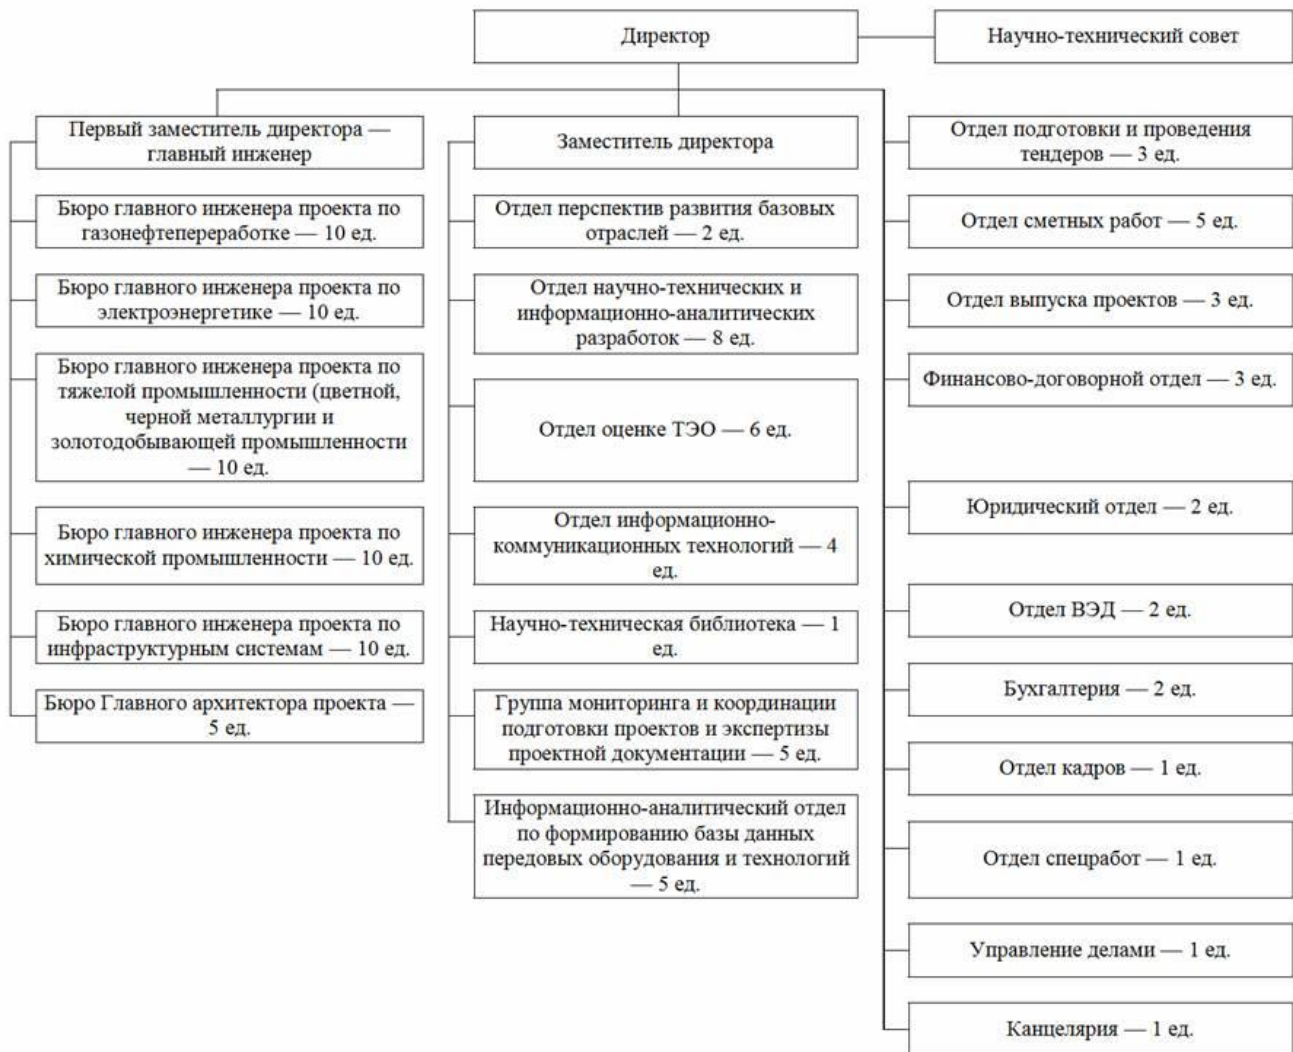 Директор
Научно-технический совет
Первый заместитель директора —
главный инженер
Бюро главного инженера проекта по
газонефтепереработке — 10 ед.
Бюро главного инженера проекта по
электроэнергетике — 10 ед.
Бюро главного инженера проекта по
тяжелой промышленности (цветной,
черной металлургии и
золотодобывающей промышленности
— 10 ед.
Бюро главного инженера проекта по
химической промышленности — 10 ед.
Бюро главного инженера проекта по
инфраструктурным системам — 10 ед.
Бюро Главного архитектора проекта —
5 ед.
Заместитель директора
Отдел перспектив развития базовых
отраслей — 2 ед.
Отдел научно-технических и
информационно-аналитических
разработок — 8 ед.
Отдел оценке ТЭО — 6 ед.
Отдел информационно-
коммуникационных технологий — 4
ед.
Научно-техническая библиотека — 1
ед.
Группа мониторинга и координации
подготовки проектов и экспертизы
проектной документации — 5 ед.
Информационно-аналитический отдел
по формированию базы данных
передовых оборудования и технологий
— 5 ед.
Отдел подготовки и проведения
тендеров — 3 ед.
Отдел сметных работ — 5 ед.
Отдел выпуска проектов — 3 ед.
Финансово-договорной отдел — 3 ед.
Юридический отдел — 2 ед.
Отдел ВЭД — 2 ед.
Бухгалтерия — 2 ед.
Отдел кадров — 1 ед.
Отдел спецработ — 1 ед.
Управление делами — 1 ед.
Канцелярия — 1 ед.